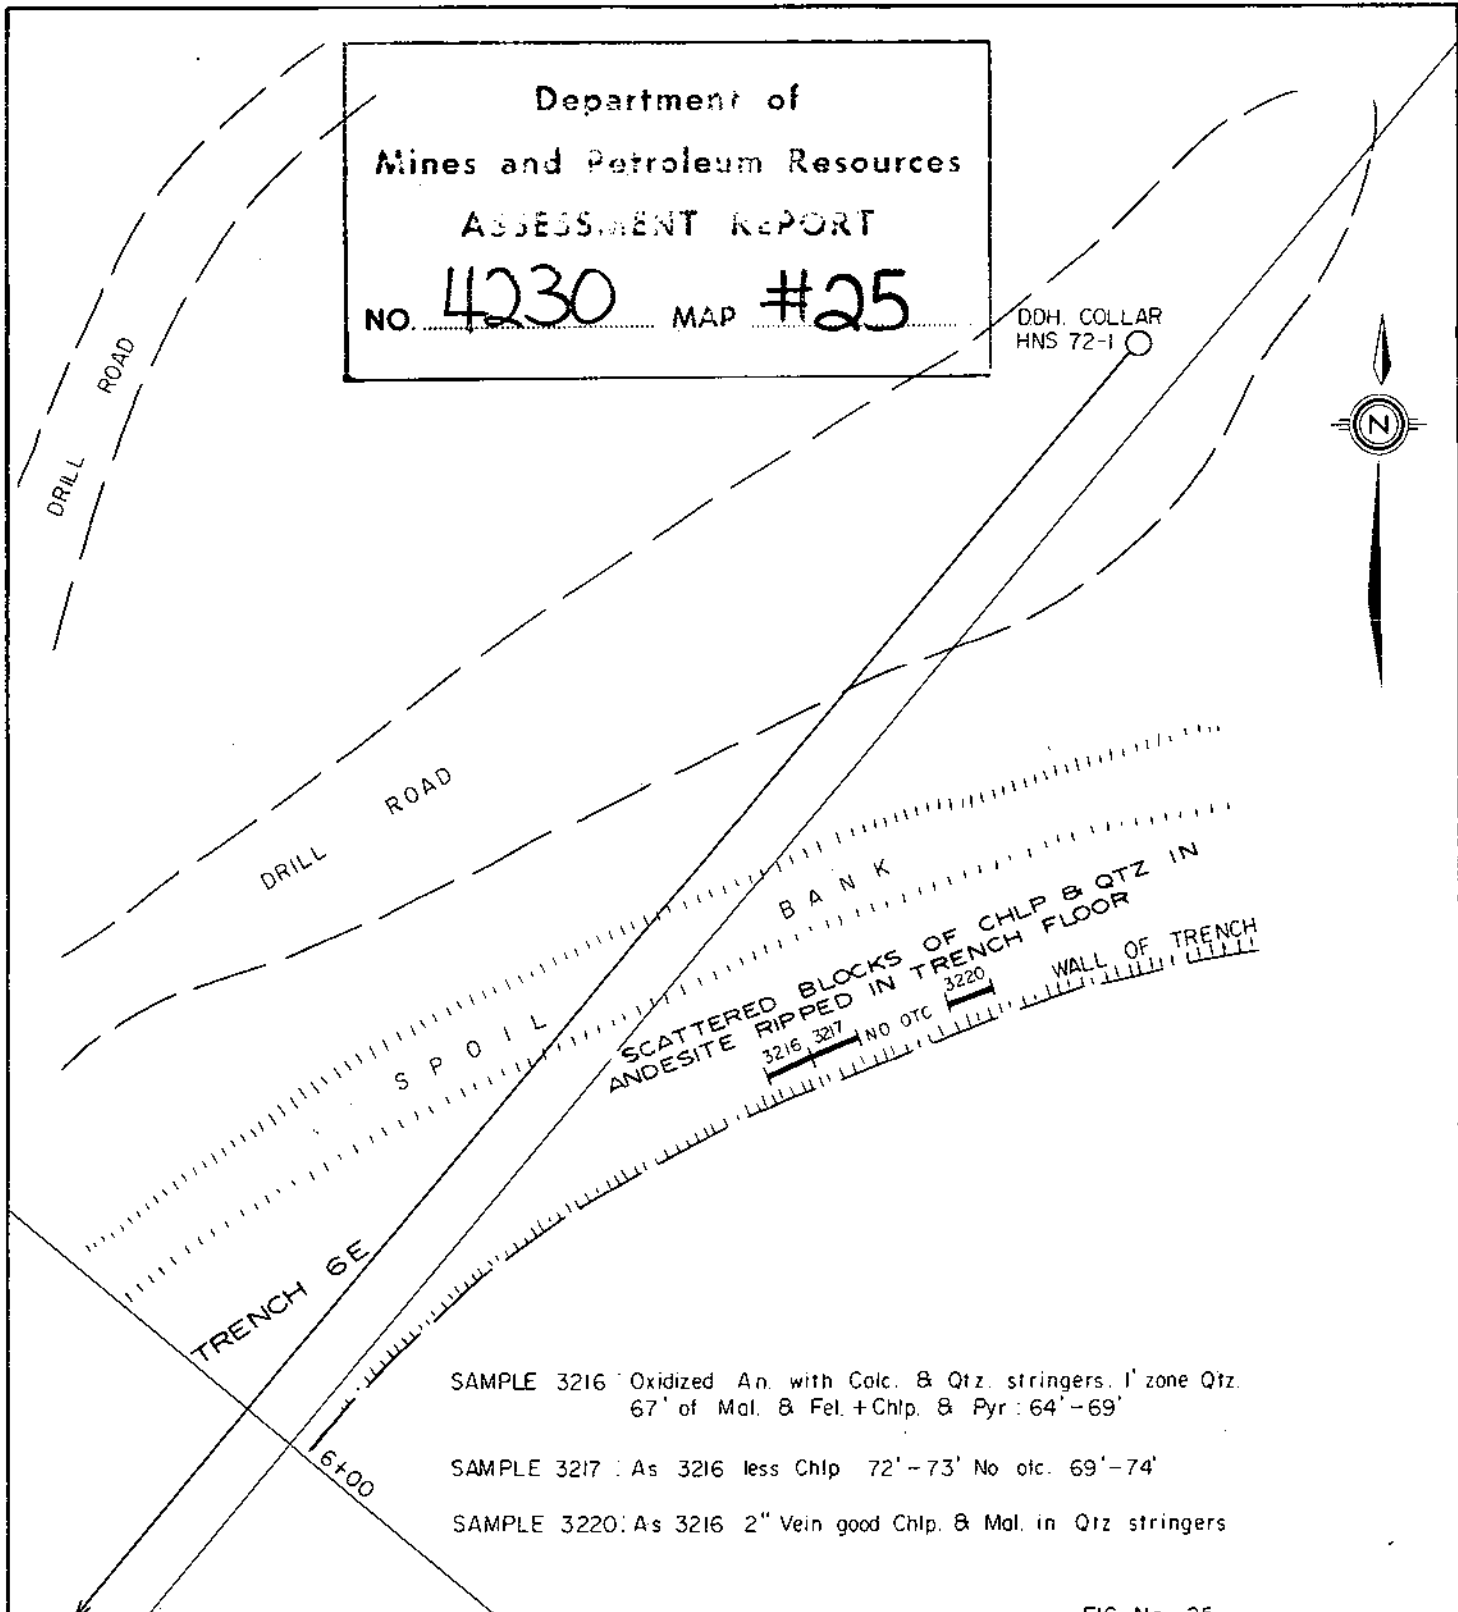 Department of
Mines and Petroleum Resources
ASSESSMENT REPORT
NO. 4230 MAP #25
DDH. COLLAR
HNS 72-1
DRILL ROAD
N
DRILL ROAD
SPOIL BANK
SCATTERED BLOCKS OF CHLP & QTZ IN
ANDESITE RIPPED IN TRENCH FLOOR
WALL OF TRENCH
3216 3217 NO OTC 3220
TRENCH 6E
6+00
SAMPLE 3216 : Oxidized An. with Calc. & Qtz. stringers. 1' zone Qtz.
67' of Mal. & Fel. + Chlp. & Pyr : 64'-69'
SAMPLE 3217 : As 3216 less Chlp 72'-73' No otc. 69'-74'
SAMPLE 3220: As 3216 2" Vein good Chlp. & Mal. in Qtz stringers
FIG. No. 25